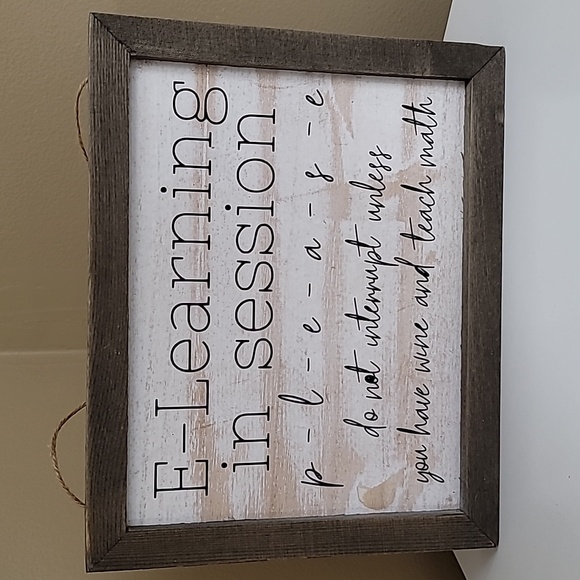 E-Learning
in session
p-l-e-a-s-e
do not interrupt unless
you have wine and teach math